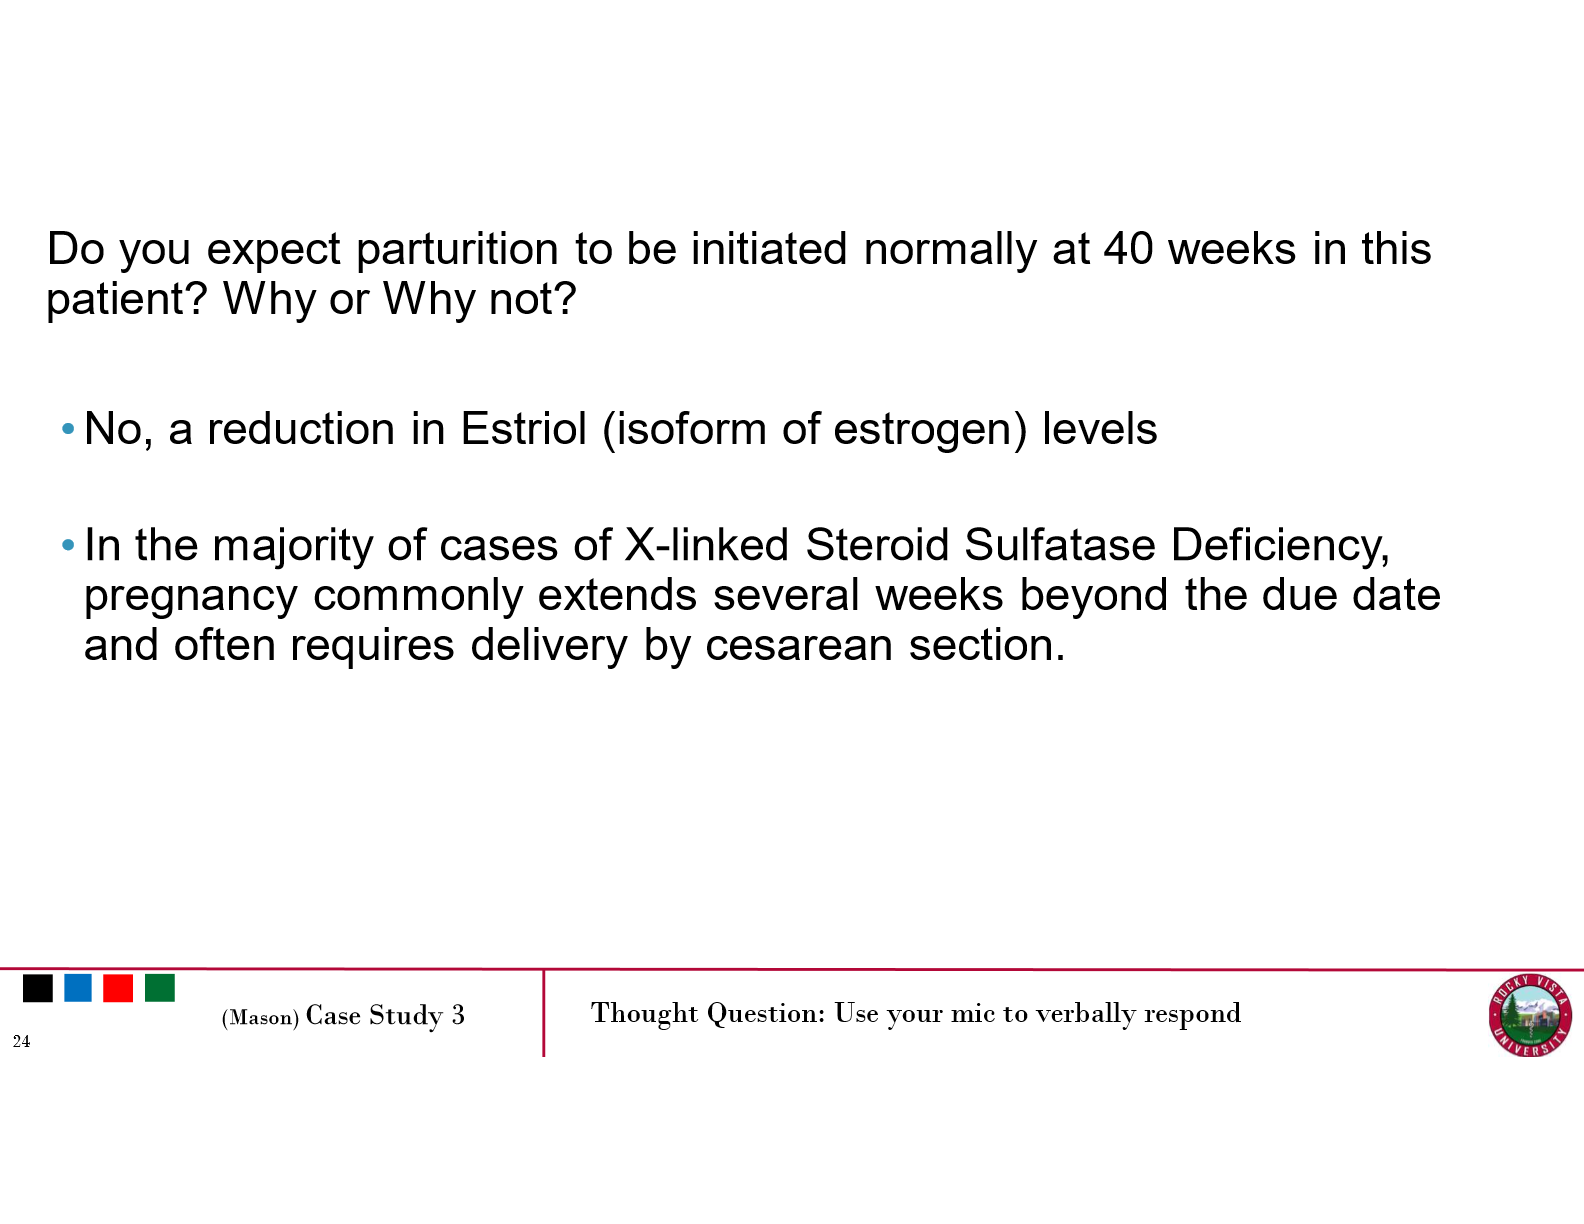 Do you expect parturition to be initiated normally at 40 weeks in this
patient? Why or Why not?
• No, a reduction in Estriol (isoform of estrogen) levels
• In the majority of cases of X-linked Steroid Sulfatase Deficiency,
pregnancy commonly extends several weeks beyond the due date
and often requires delivery by cesarean section.
(Mason) Case Study 3
Thought Question: Use your mic to verbally respond
24
ROCKY VISTA
UNIVERSITY